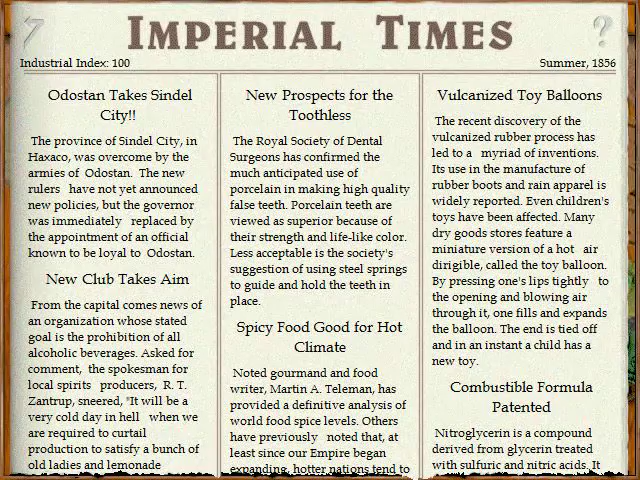 IMPERIAL TIMES
Industrial Index: 100
Summer, 1856
Odostan Takes Sindel
City!!
The province of Sindel City, in
Haxaco, was overcome by the
armies of Odostan. The new
rulers have not yet announced
new policies, but the governor
was immediately replaced by
the appointment of an official
known to be loyal to Odostan.
New Club Takes Aim
From the capital comes news of
an organization whose stated
goal is the prohibition of all
alcoholic beverages. Asked for
comment, the spokesman for
local spirits producers, R. T.
Zantrup, sneered, "It will be a
very cold day in hell when we
are required to curtail
production to satisfy a bunch of
old ladies and lemonade
New Prospects for the
Toothless
The Royal Society of Dental
Surgeons has confirmed the
much anticipated use of
porcelain in making high quality
false teeth. Porcelain teeth are
viewed as superior because of
their strength and life-like color.
Less acceptable is the society's
suggestion of using steel springs
to guide and hold the teeth in
place.
Spicy Food Good for Hot
Climate
Noted gourmand and food
writer, Martin A. Teleman, has
provided a definitive analysis of
world food spice levels. Others
have previously noted that, at
least since our Empire began
expanding, hotter nations tend to
Vulcanized Toy Balloons
The recent discovery of the
vulcanized rubber process has
led to a myriad of inventions.
Its use in the manufacture of
rubber boots and rain apparel is
widely reported. Even children's
toys have been affected. Many
dry goods stores feature a
miniature version of a hot air
dirigible, called the toy balloon.
By pressing one's lips tightly to
the opening and blowing air
through it, one fills and expands
the balloon. The end is tied off
and in an instant a child has a
new toy.
Combustible Formula
Patented
Nitroglycerin is a compound
derived from glycerin treated
with sulfuric and nitric acids. It